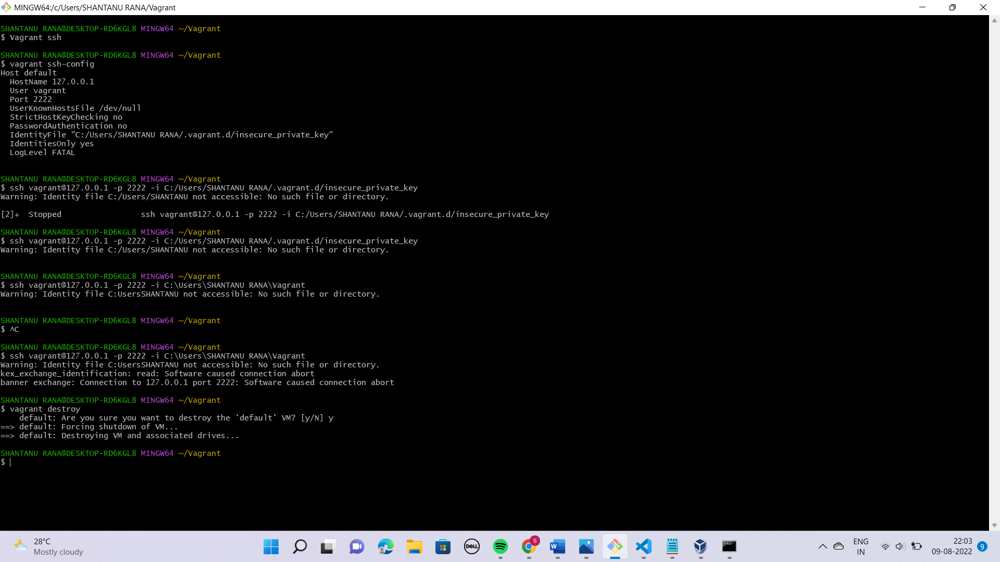 MINGW64:/c/Users/SHANTANU RANA/Vagrant
SHANTANU RANA@DESKTOP-RD6KGL8 MINGW64 ~/Vagrant
$ Vagrant ssh
SHANTANU RANA@DESKTOP-RD6KGL8 MINGW64 ~/Vagrant
$ vagrant ssh-config
Host default
  HostName 127.0.0.1
  User vagrant
  Port 2222
  UserKnownHostsFile /dev/null
  StrictHostKeyChecking no
  PasswordAuthentication no
  IdentityFile "C:/Users/SHANTANU RANA/.vagrant.d/insecure_private_key"
  IdentitiesOnly yes
  LogLevel FATAL
SHANTANU RANA@DESKTOP-RD6KGL8 MINGW64 ~/Vagrant
$ ssh vagrant@127.0.0.1 -p 2222 -i C:/Users/SHANTANU RANA/.vagrant.d/insecure_private_key
Warning: Identity file C:/Users/SHANTANU not accessible: No such file or directory.
[2]+  Stopped                 ssh vagrant@127.0.0.1 -p 2222 -i C:/Users/SHANTANU RANA/.vagrant.d/insecure_private_key
SHANTANU RANA@DESKTOP-RD6KGL8 MINGW64 ~/Vagrant
$ ssh vagrant@127.0.0.1 -p 2222 -i C:/Users/SHANTANU RANA/.vagrant.d/insecure_private_key
Warning: Identity file C:/Users/SHANTANU not accessible: No such file or directory.
SHANTANU RANA@DESKTOP-RD6KGL8 MINGW64 ~/Vagrant
$ ssh vagrant@127.0.0.1 -p 2222 -i C:\Users\SHANTANU RANA\Vagrant
Warning: Identity file C:UsersSHANTANU not accessible: No such file or directory.
SHANTANU RANA@DESKTOP-RD6KGL8 MINGW64 ~/Vagrant
$ ^C
SHANTANU RANA@DESKTOP-RD6KGL8 MINGW64 ~/Vagrant
$ ssh vagrant@127.0.0.1 -p 2222 -i C:\Users\SHANTANU RANA\Vagrant
Warning: Identity file C:UsersSHANTANU not accessible: No such file or directory.
kex_exchange_identification: read: Software caused connection abort
banner exchange: Connection to 127.0.0.1 port 2222: Software caused connection abort
SHANTANU RANA@DESKTOP-RD6KGL8 MINGW64 ~/Vagrant
$ vagrant destroy
    default: Are you sure you want to destroy the 'default' VM? [y/N] y
==> default: Forcing shutdown of VM...
==> default: Destroying VM and associated drives...
SHANTANU RANA@DESKTOP-RD6KGL8 MINGW64 ~/Vagrant
$
28°C
Mostly cloudy
DELL
S
W
ENG
IN
22:03
09-08-2022
9